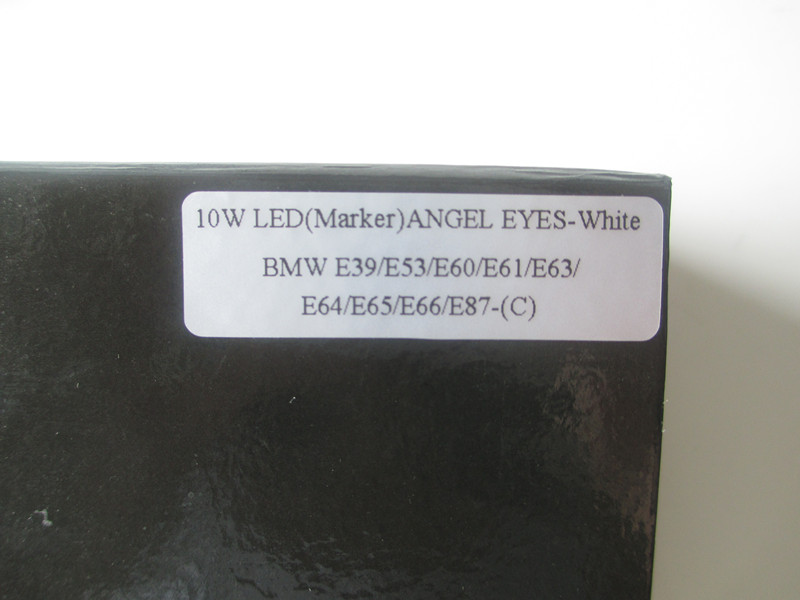 10W LED(Marker)ANGEL EYES-White
BMW E39/E53/E60/E61/E63/
E64/E65/E66/E87-(C)